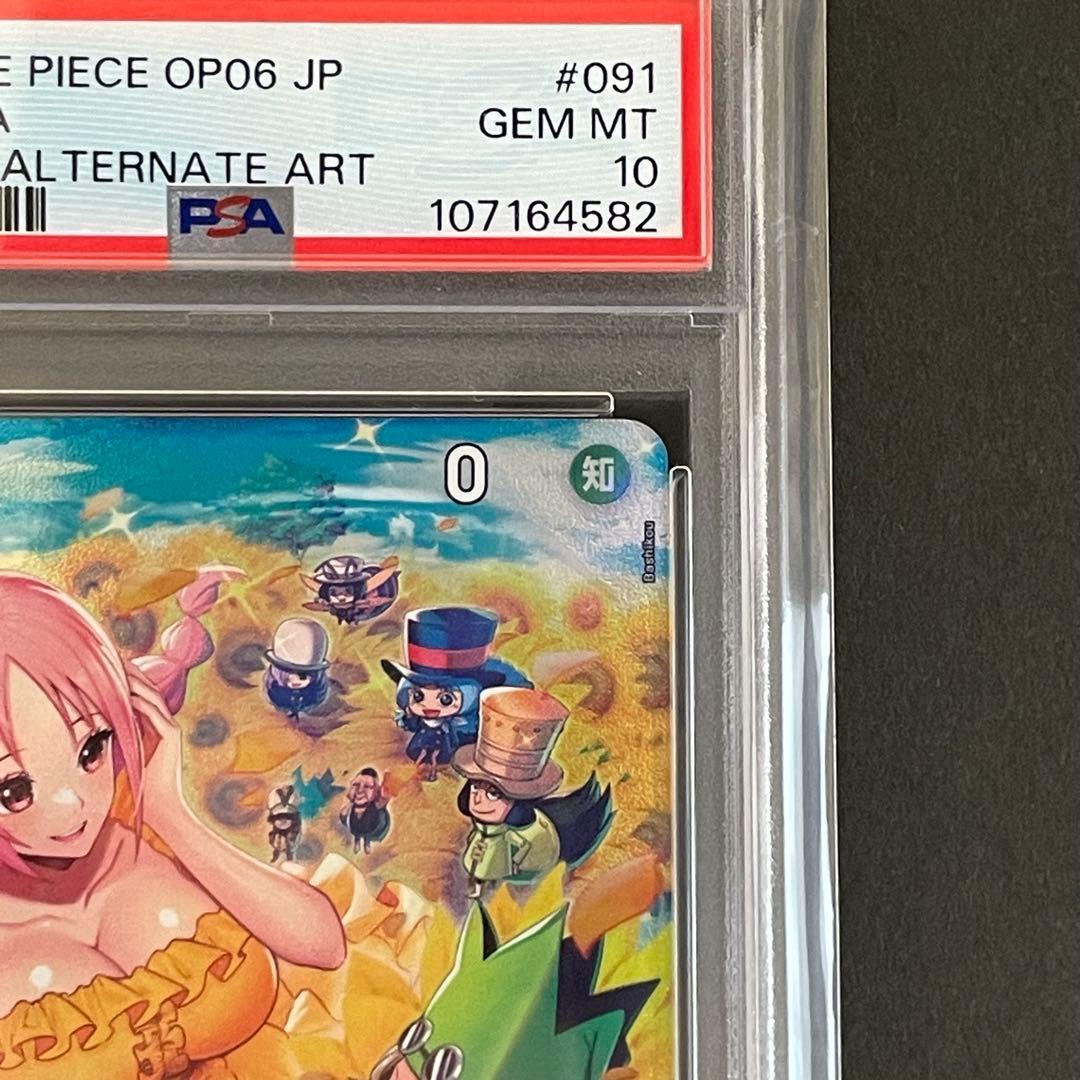 E PIECE OP06 JP #091
A GEM MT
ALTERNATE ART 10
PSA 107164582
0 知
Bashikou